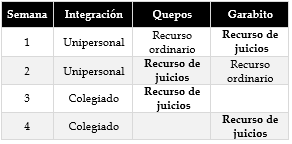 Semana Integración Quepos Garabito
1 Unipersonal Recurso ordinario Recurso de juicios
2 Unipersonal Recurso de juicios Recurso ordinario
3 Colegiado Recurso de juicios
4 Colegiado Recurso de juicios